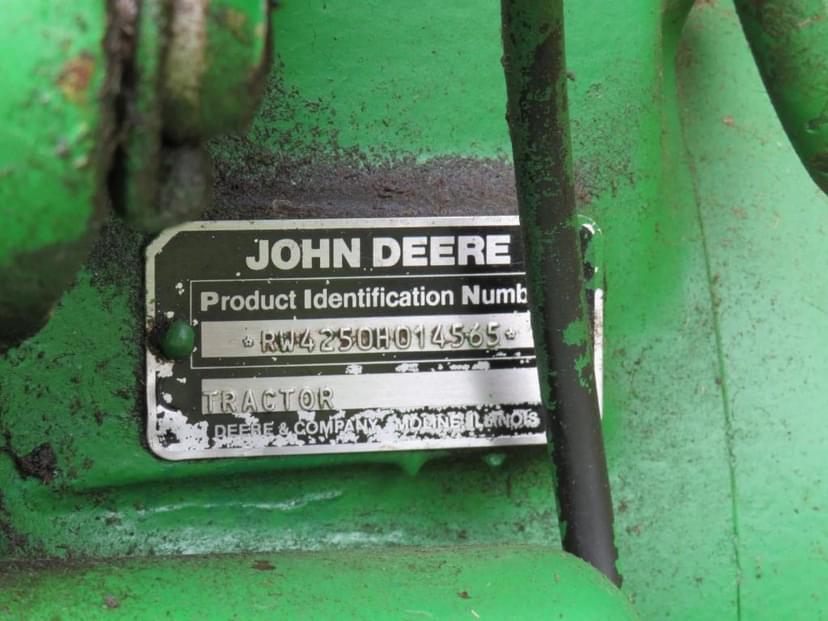 JOHN DEERE
Product Identification Numb
*RW4250H014565*
TRACTOR
DEERE & COMPANY MOLINE ILLINOIS